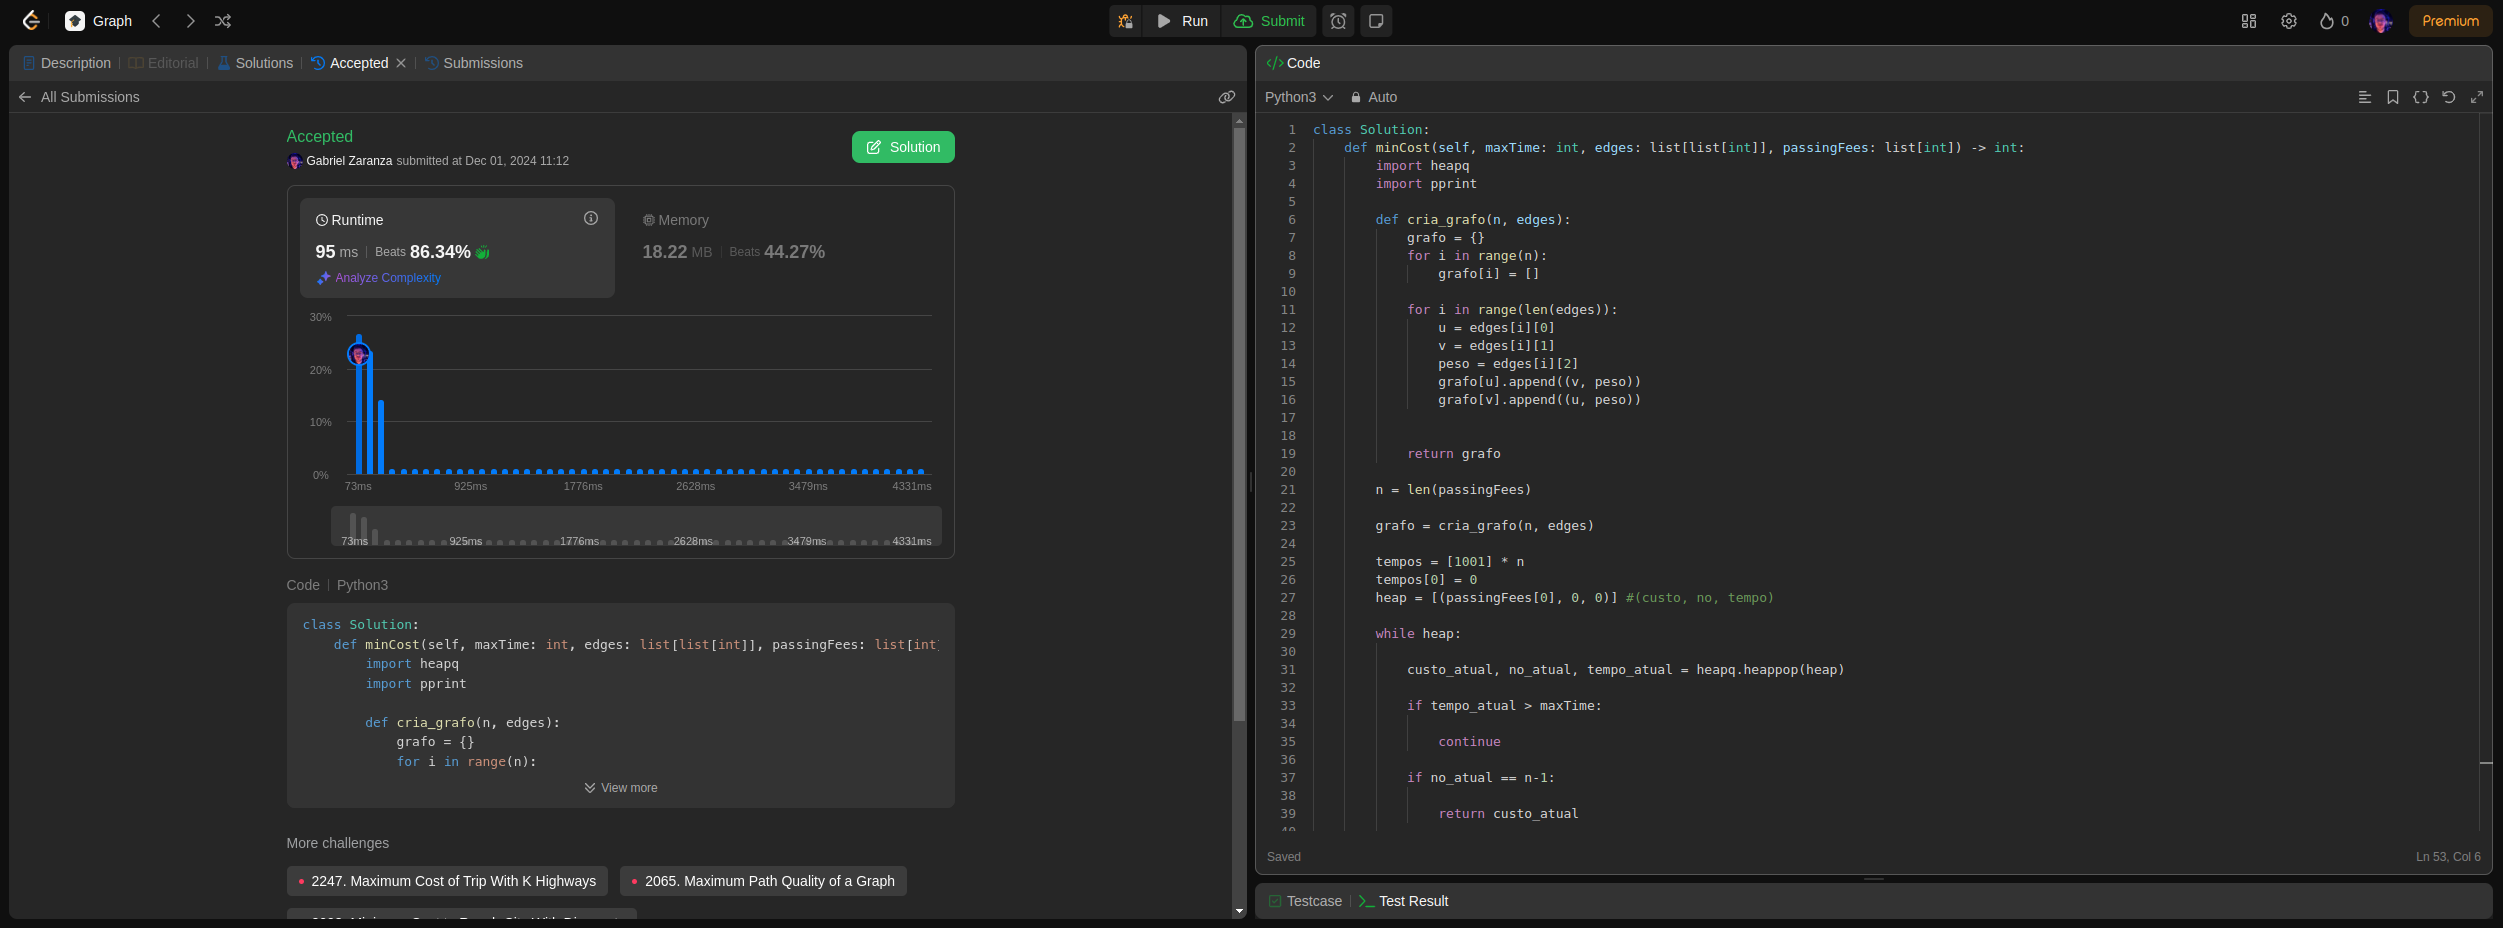 Graph
Run
Submit
0
Premium
Description
Editorial
Solutions
Accepted
Submissions
All Submissions
Accepted
Gabriel Zaranza submitted at Dec 01, 2024 11:12
Solution
Runtime
95 ms | Beats 86.34%
Analyze Complexity
Memory
18.22 MB | Beats 44.27%
30%
20%
10%
0%
73ms 925ms 1776ms 2628ms 3479ms 4331ms
73ms 925ms 1776ms 2628ms 3479ms 4331ms
Code | Python3
class Solution:
def minCost(self, maxTime: int, edges: list[list[int]], passingFees: list[int]
import heapq
import pprint
def cria_grafo(n, edges):
grafo = {}
for i in range(n):
View more
More challenges
2247. Maximum Cost of Trip With K Highways
2065. Maximum Path Quality of a Graph
</> Code
Python3
Auto
1 class Solution:
2 def minCost(self, maxTime: int, edges: list[list[int]], passingFees: list[int]) -> int:
3 import heapq
4 import pprint
5
6 def cria_grafo(n, edges):
7 grafo = {}
8 for i in range(n):
9 grafo[i] = []
10
11 for i in range(len(edges)):
12 u = edges[i][0]
13 v = edges[i][1]
14 peso = edges[i][2]
15 grafo[u].append((v, peso))
16 grafo[v].append((u, peso))
17
18
19 return grafo
20
21 n = len(passingFees)
22
23 grafo = cria_grafo(n, edges)
24
25 tempos = [1001] * n
26 tempos[0] = 0
27 heap = [(passingFees[0], 0, 0)] #(custo, no, tempo)
28
29 while heap:
30
31 custo_atual, no_atual, tempo_atual = heapq.heappop(heap)
32
33 if tempo_atual > maxTime:
34
35 continue
36
37 if no_atual == n-1:
38
39 return custo_atual
40
Saved
Ln 53, Col 6
Testcase
Test Result